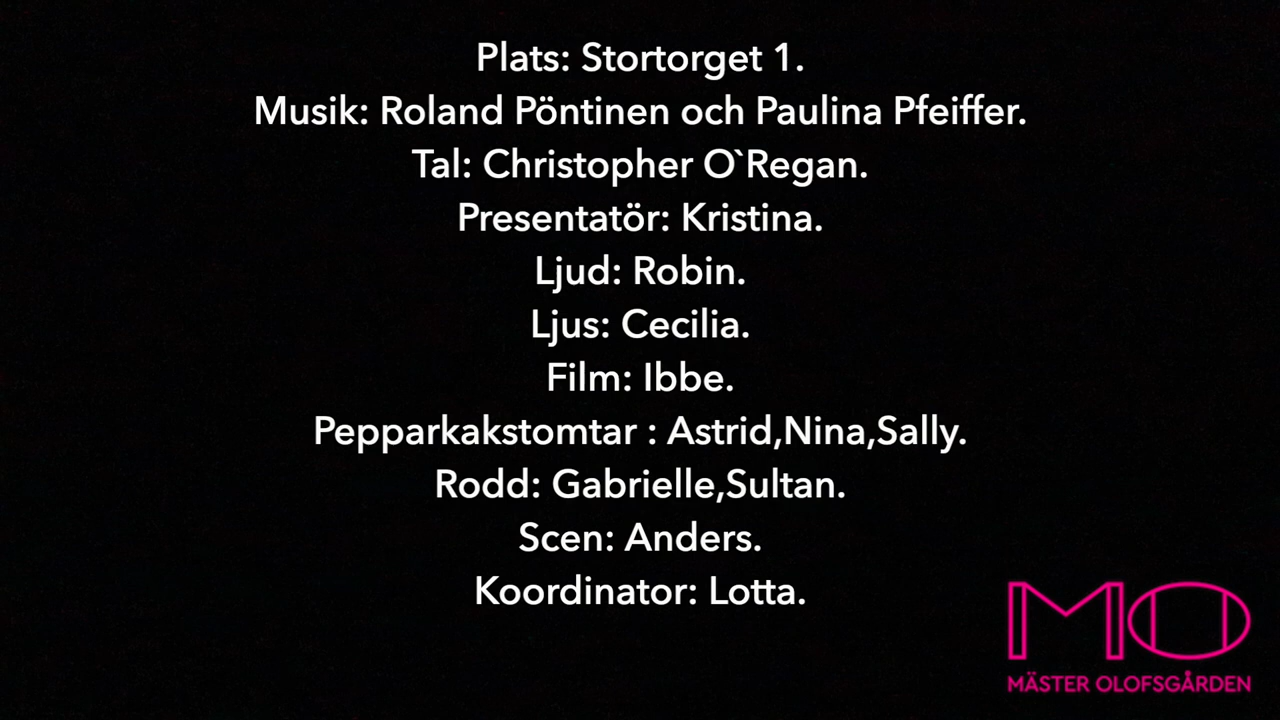 Plats: Stortorget 1.
Musik: Roland Pöntinen och Paulina Pfeiffer.
Tal: Christopher O`Regan.
Presentatör: Kristina.
Ljud: Robin.
Ljus: Cecilia.
Film: Ibbe.
Pepparkakstomtar : Astrid,Nina,Sally.
Rodd: Gabrielle,Sultan.
Scen: Anders.
Koordinator: Lotta.
MO
MÄSTER OLOFSGÅRDEN